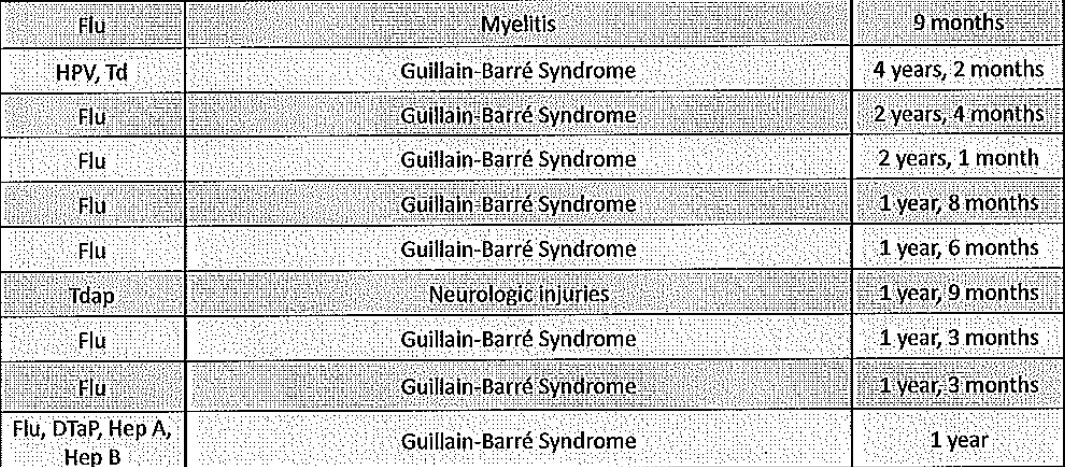 Flu Myelitis 9 months
HPV, Td Guillain-Barré Syndrome 4 years, 2 months
Flu Guillain-Barré Syndrome 2 years, 4 months
Flu Guillain-Barré Syndrome 2 years, 1 month
Flu Guillain-Barré Syndrome 1 year, 8 months
Flu Guillain-Barré Syndrome 1 year, 6 months
Tdap Neurologic injuries 1 year, 9 months
Flu Guillain-Barré Syndrome 1 year, 3 months
Flu Guillain-Barré Syndrome 1 year, 3 months
Flu, DTaP, Hep A,
Hep B Guillain-Barré Syndrome 1 year